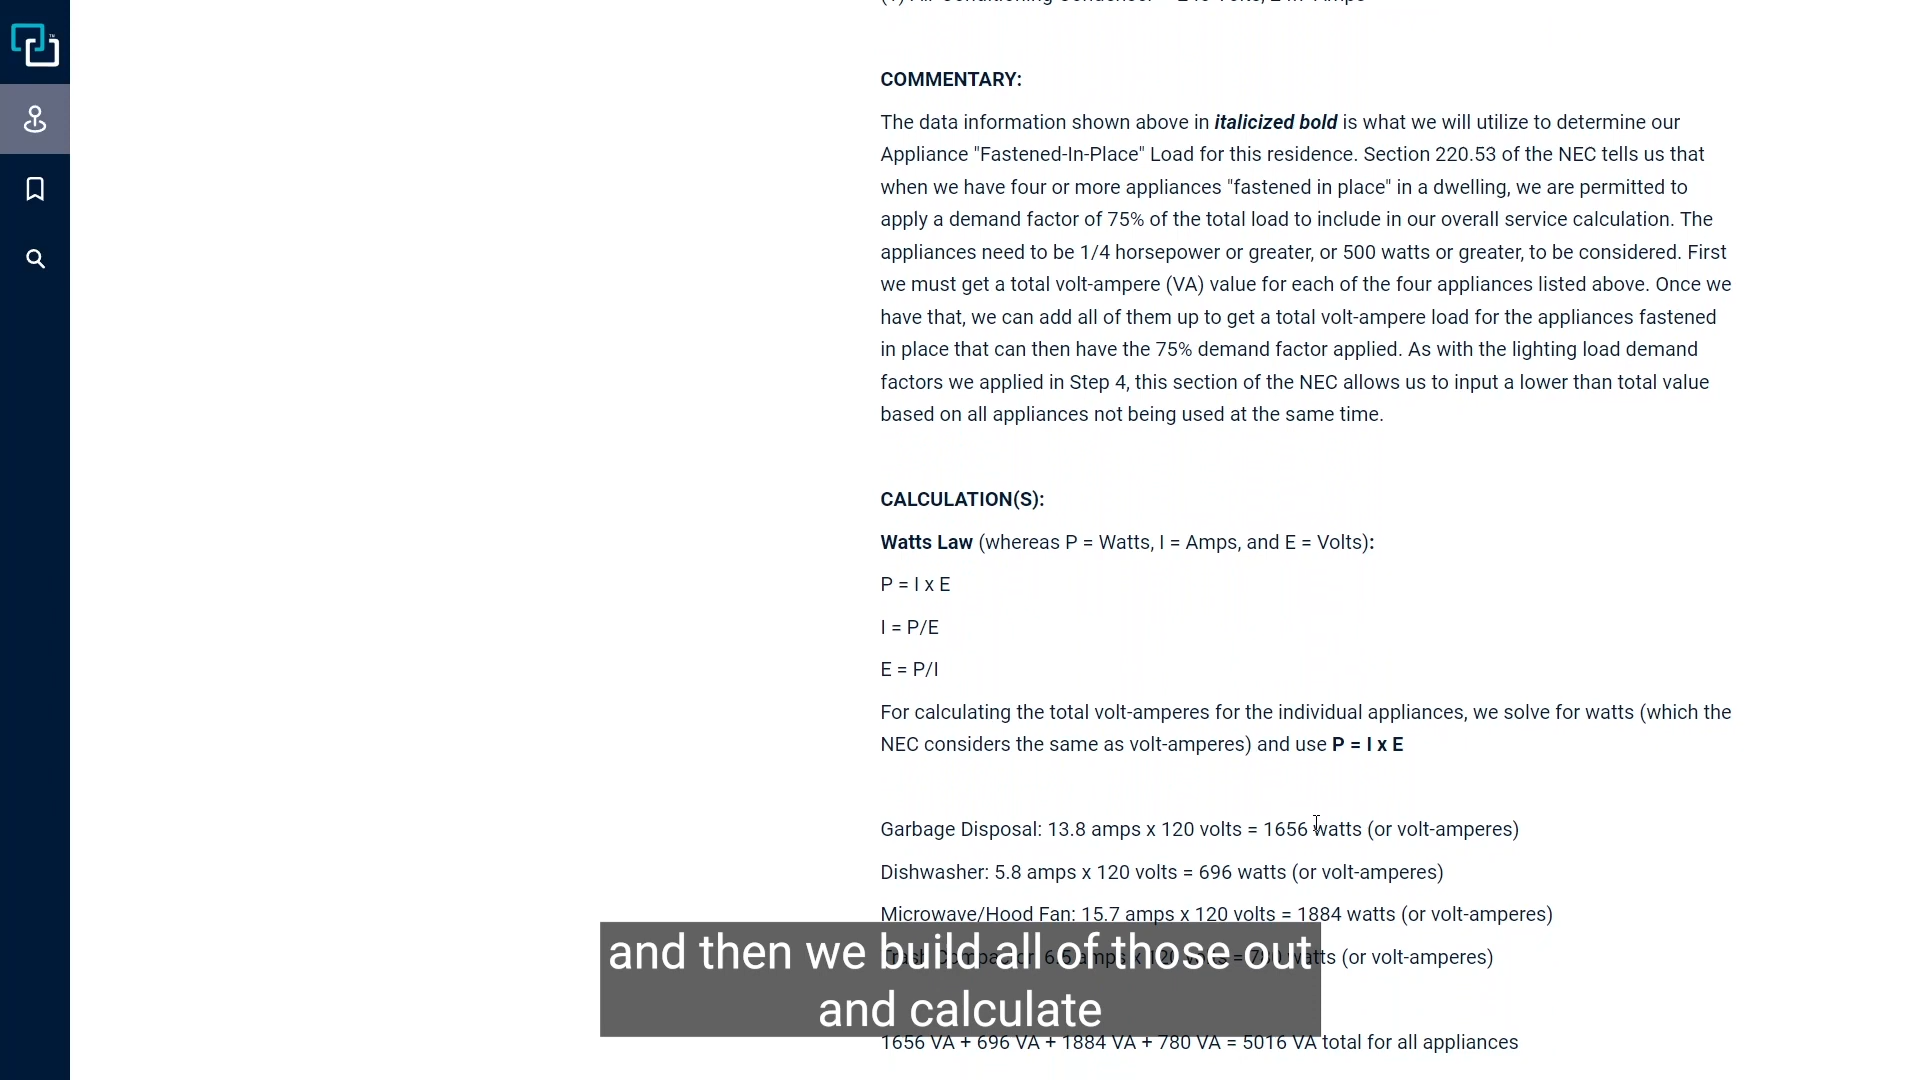 COMMENTARY:
The data information shown above in italicized bold is what we will utilize to determine our
Appliance "Fastened-In-Place" Load for this residence. Section 220.53 of the NEC tells us that
when we have four or more appliances "fastened in place" in a dwelling, we are permitted to
apply a demand factor of 75% of the total load to include in our overall service calculation. The
appliances need to be 1/4 horsepower or greater, or 500 watts or greater, to be considered. First
we must get a total volt-ampere (VA) value for each of the four appliances listed above. Once we
have that, we can add all of them up to get a total volt-ampere load for the appliances fastened
in place that can then have the 75% demand factor applied. As with the lighting load demand
factors we applied in Step 4, this section of the NEC allows us to input a lower than total value
based on all appliances not being used at the same time.
CALCULATION(S):
Watts Law (whereas P = Watts, I = Amps, and E = Volts):
P = I x E
I = P/E
E = P/I
For calculating the total volt-amperes for the individual appliances, we solve for watts (which the
NEC considers the same as volt-amperes) and use P = I x E
Garbage Disposal: 13.8 amps x 120 volts = 1656 watts (or volt-amperes)
Dishwasher: 5.8 amps x 120 volts = 696 watts (or volt-amperes)
Microwave/Hood Fan: 15.7 amps x 120 volts = 1884 watts (or volt-amperes)
Trash Compactor: 6.5 amps x 120 volts = 780 watts (or volt-amperes)
and then we build all of those out
and calculate
1656 VA + 696 VA + 1884 VA + 780 VA = 5016 VA total for all appliances